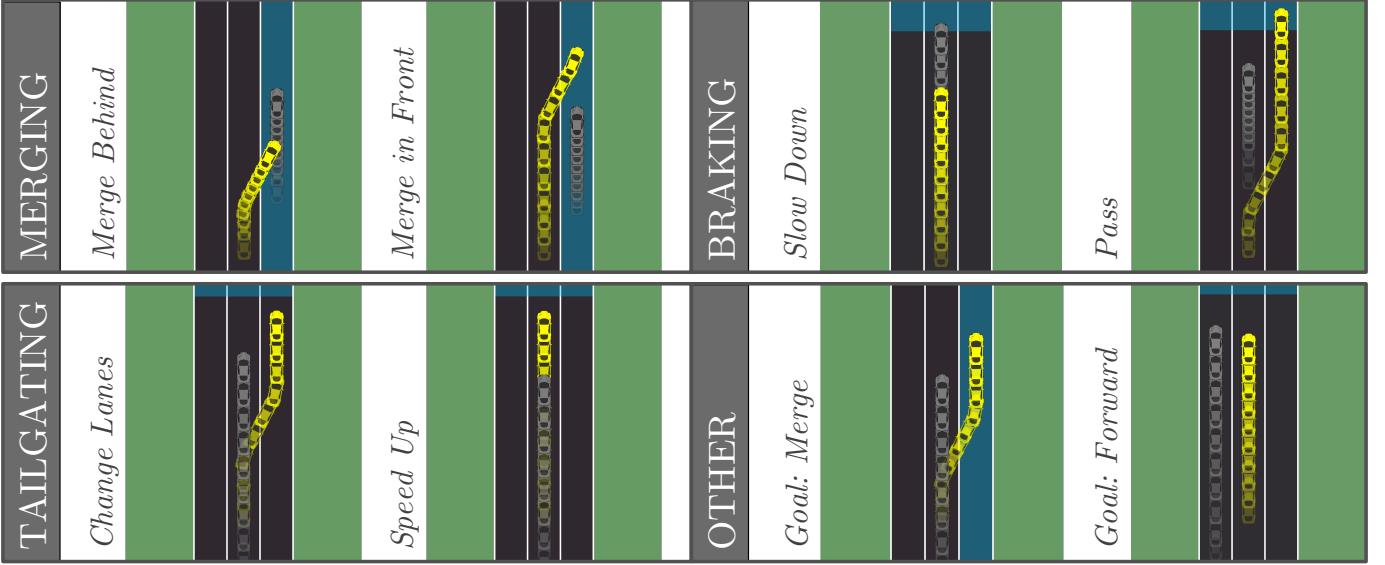 MERGING
Merge Behind
Merge in Front
BRAKING
Slow Down
Pass
TAILGATING
Change Lanes
Speed Up
OTHER
Goal: Merge
Goal: Forward